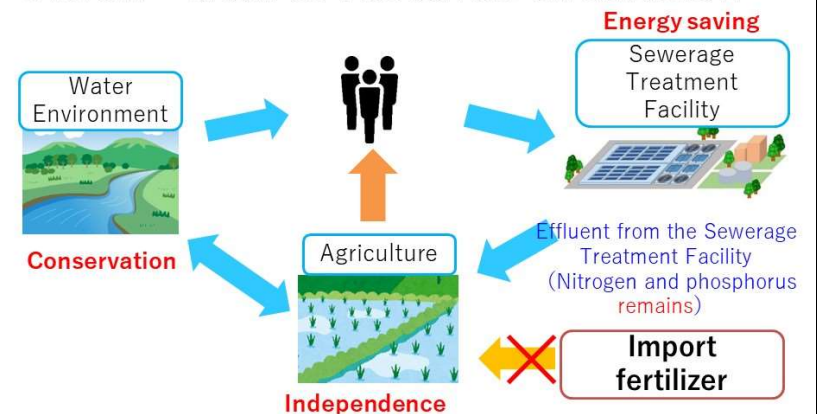 Energy saving
Sewerage
Treatment
Facility
Water
Environment
Conservation
Agriculture
Effluent from the Sewerage
Treatment Facility
(Nitrogen and phosphorus
remains)
Import
fertilizer
Independence